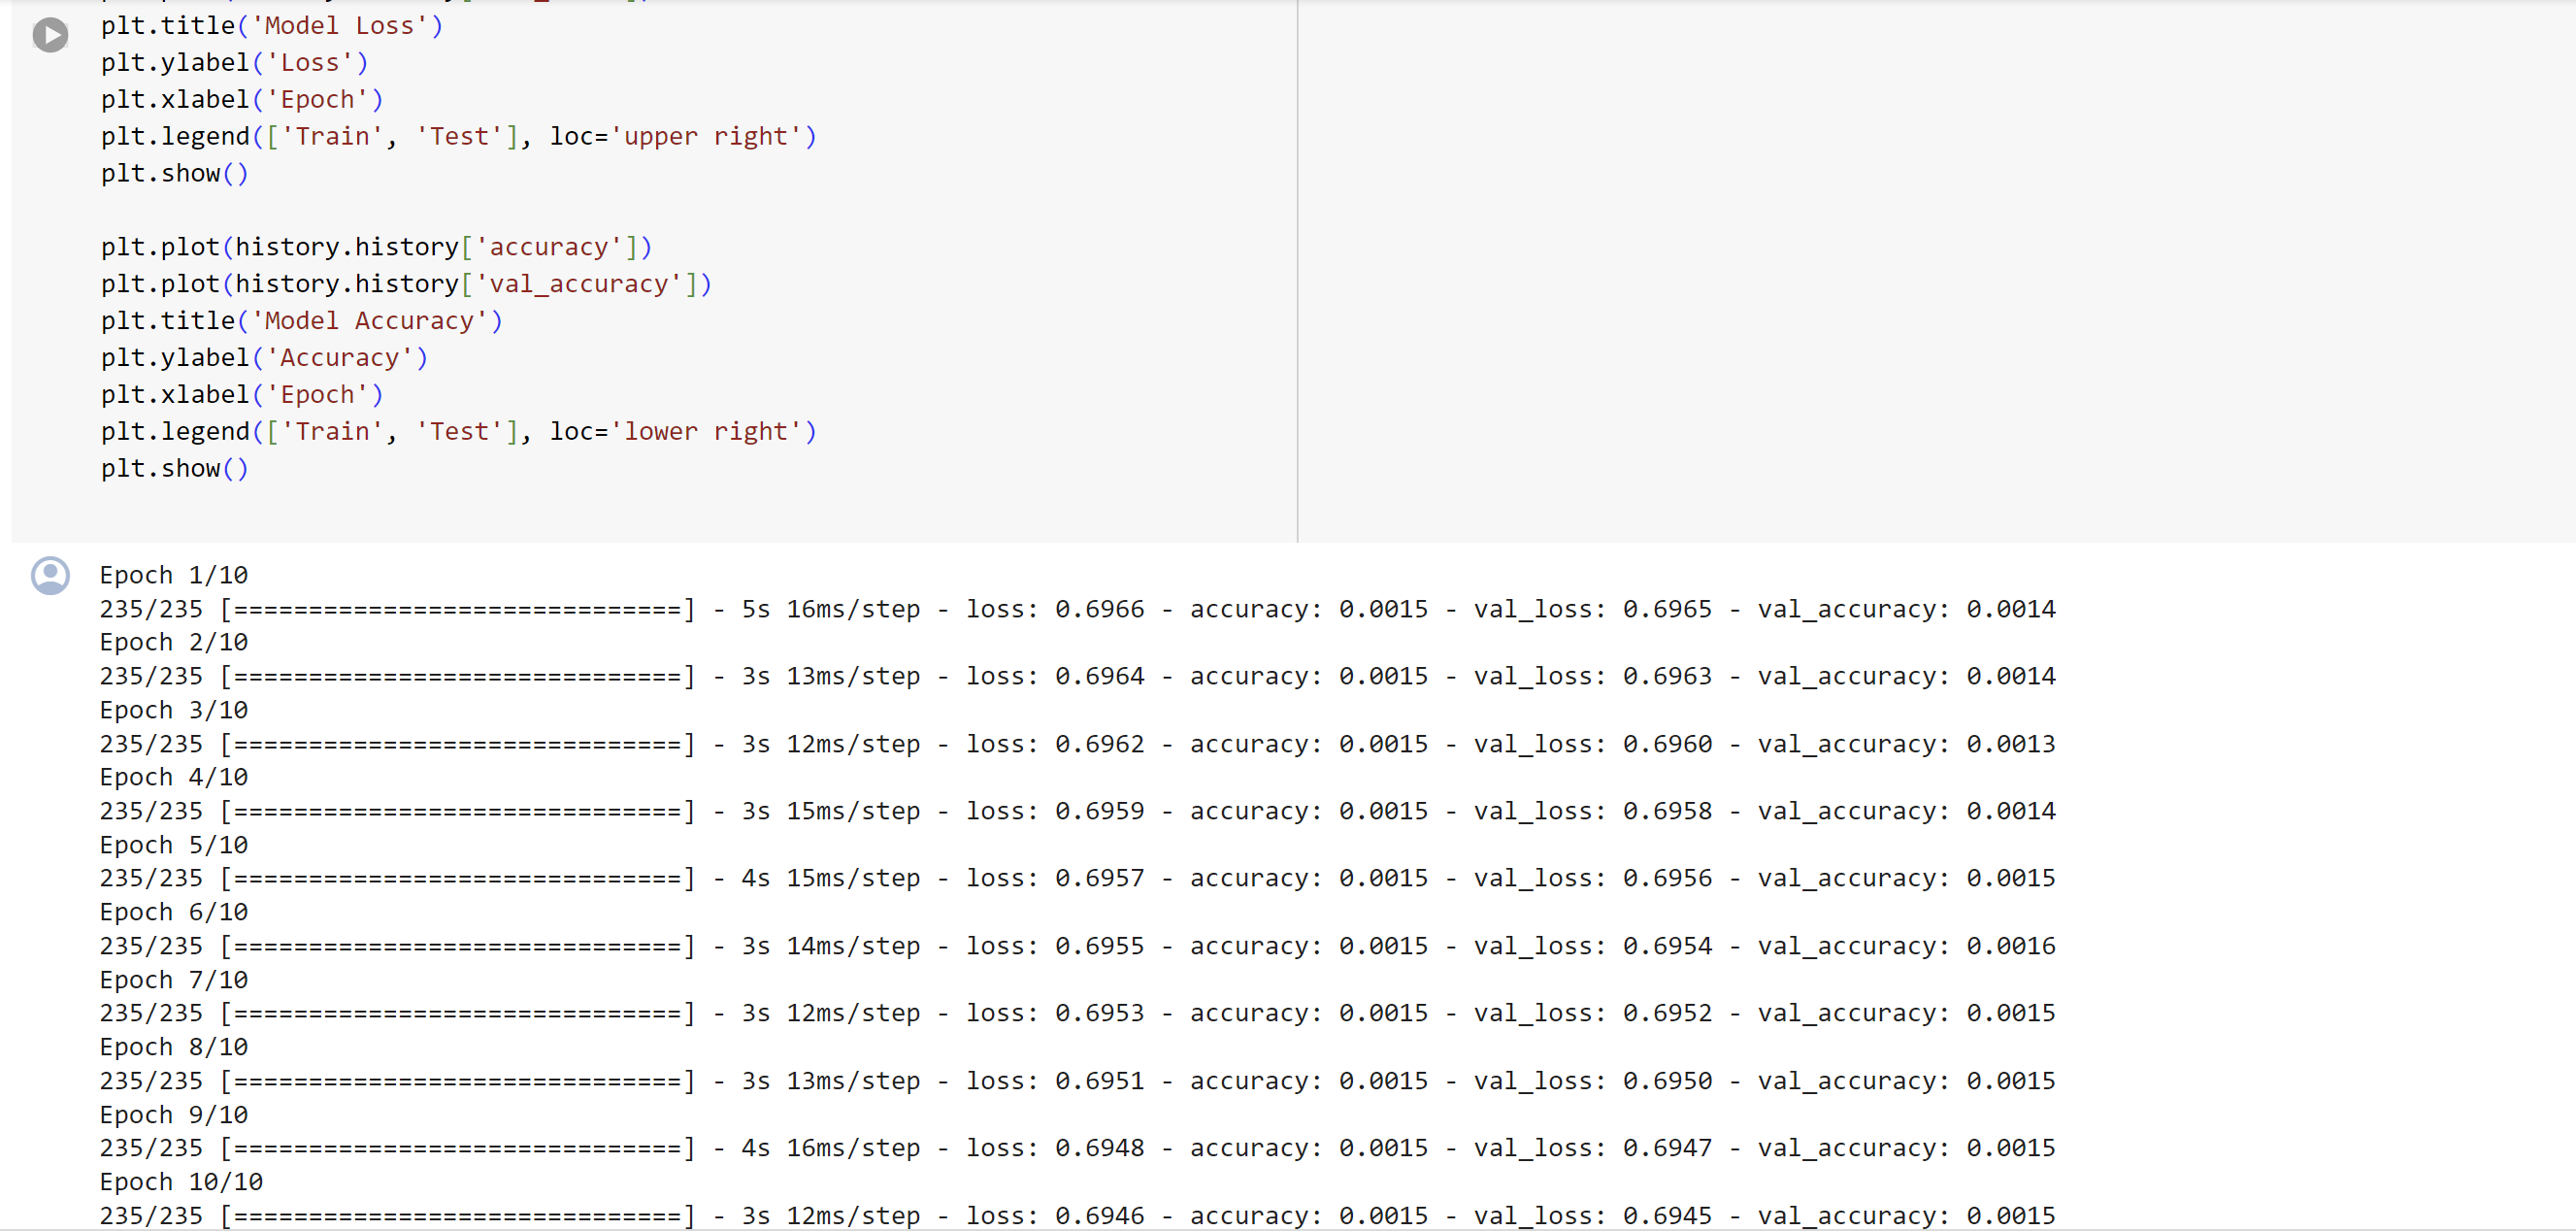 plt.title('Model Loss')
plt.ylabel('Loss')
plt.xlabel('Epoch')
plt.legend(['Train', 'Test'], loc='upper right')
plt.show()
plt.plot(history.history['accuracy'])
plt.plot(history.history['val_accuracy'])
plt.title('Model Accuracy')
plt.ylabel('Accuracy')
plt.xlabel('Epoch')
plt.legend(['Train', 'Test'], loc='lower right')
plt.show()
Epoch 1/10
235/235 [==============================] - 5s 16ms/step - loss: 0.6966 - accuracy: 0.0015 - val_loss: 0.6965 - val_accuracy: 0.0014
Epoch 2/10
235/235 [==============================] - 3s 13ms/step - loss: 0.6964 - accuracy: 0.0015 - val_loss: 0.6963 - val_accuracy: 0.0014
Epoch 3/10
235/235 [==============================] - 3s 12ms/step - loss: 0.6962 - accuracy: 0.0015 - val_loss: 0.6960 - val_accuracy: 0.0013
Epoch 4/10
235/235 [==============================] - 3s 15ms/step - loss: 0.6959 - accuracy: 0.0015 - val_loss: 0.6958 - val_accuracy: 0.0014
Epoch 5/10
235/235 [==============================] - 4s 15ms/step - loss: 0.6957 - accuracy: 0.0015 - val_loss: 0.6956 - val_accuracy: 0.0015
Epoch 6/10
235/235 [==============================] - 3s 14ms/step - loss: 0.6955 - accuracy: 0.0015 - val_loss: 0.6954 - val_accuracy: 0.0016
Epoch 7/10
235/235 [==============================] - 3s 12ms/step - loss: 0.6953 - accuracy: 0.0015 - val_loss: 0.6952 - val_accuracy: 0.0015
Epoch 8/10
235/235 [==============================] - 3s 13ms/step - loss: 0.6951 - accuracy: 0.0015 - val_loss: 0.6950 - val_accuracy: 0.0015
Epoch 9/10
235/235 [==============================] - 4s 16ms/step - loss: 0.6948 - accuracy: 0.0015 - val_loss: 0.6947 - val_accuracy: 0.0015
Epoch 10/10
235/235 [==============================] - 3s 12ms/step - loss: 0.6946 - accuracy: 0.0015 - val_loss: 0.6945 - val_accuracy: 0.0015